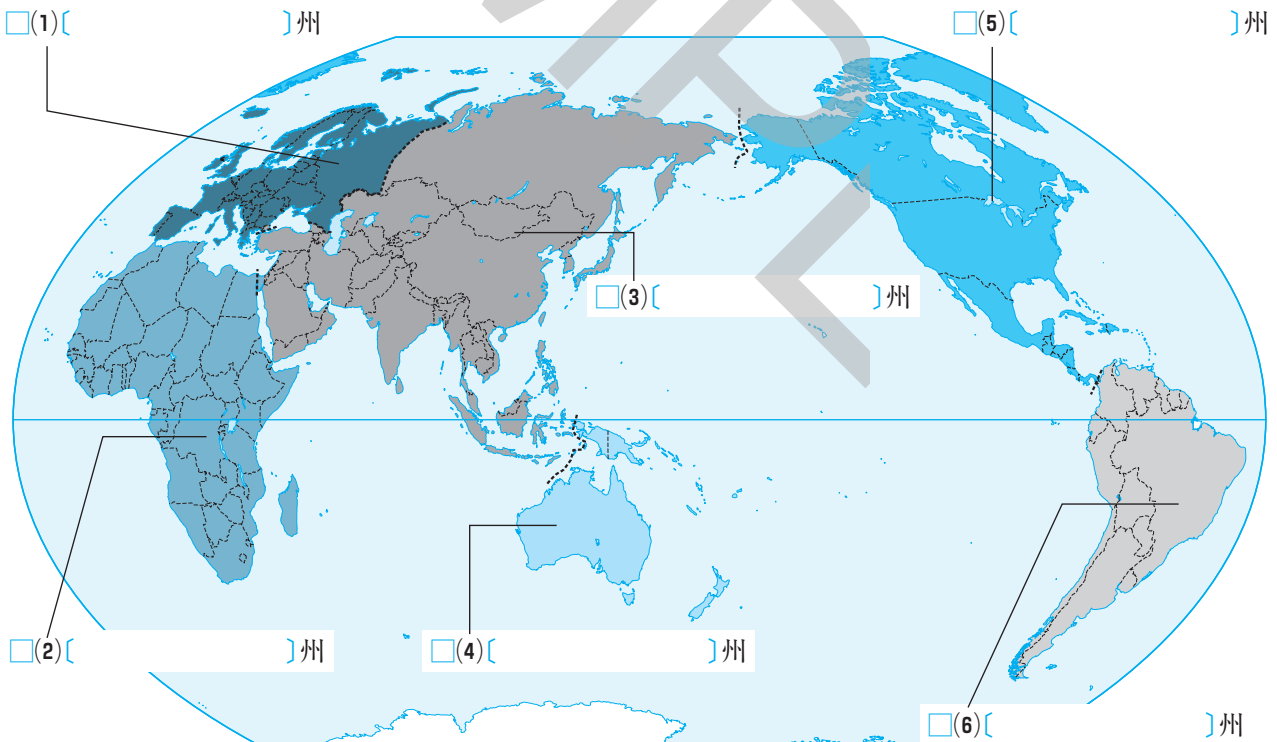 □(1)〔　　　　　〕州
□(5)〔　　　　　〕州
□(3)〔　　　　　〕州
□(2)〔　　　　　〕州
□(4)〔　　　　　〕州
□(6)〔　　　　　〕州